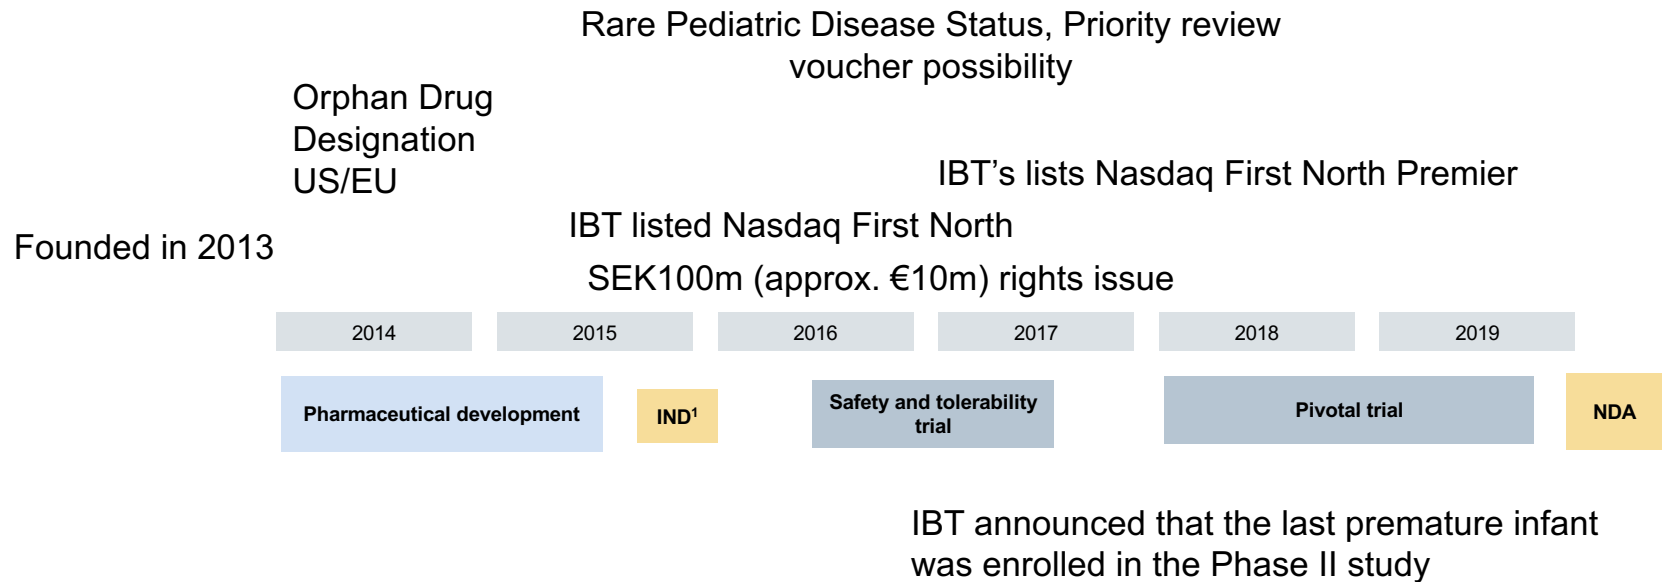 Rare Pediatric Disease Status, Priority review
voucher possibility
Orphan Drug
Designation
US/EU
IBT’s lists Nasdaq First North Premier
IBT listed Nasdaq First North
Founded in 2013
SEK100m (approx. €10m) rights issue
2014
2015
2016
2017
2018
2019
Pharmaceutical development
IND¹
Safety and tolerability
trial
Pivotal trial
NDA
IBT announced that the last premature infant
was enrolled in the Phase II study